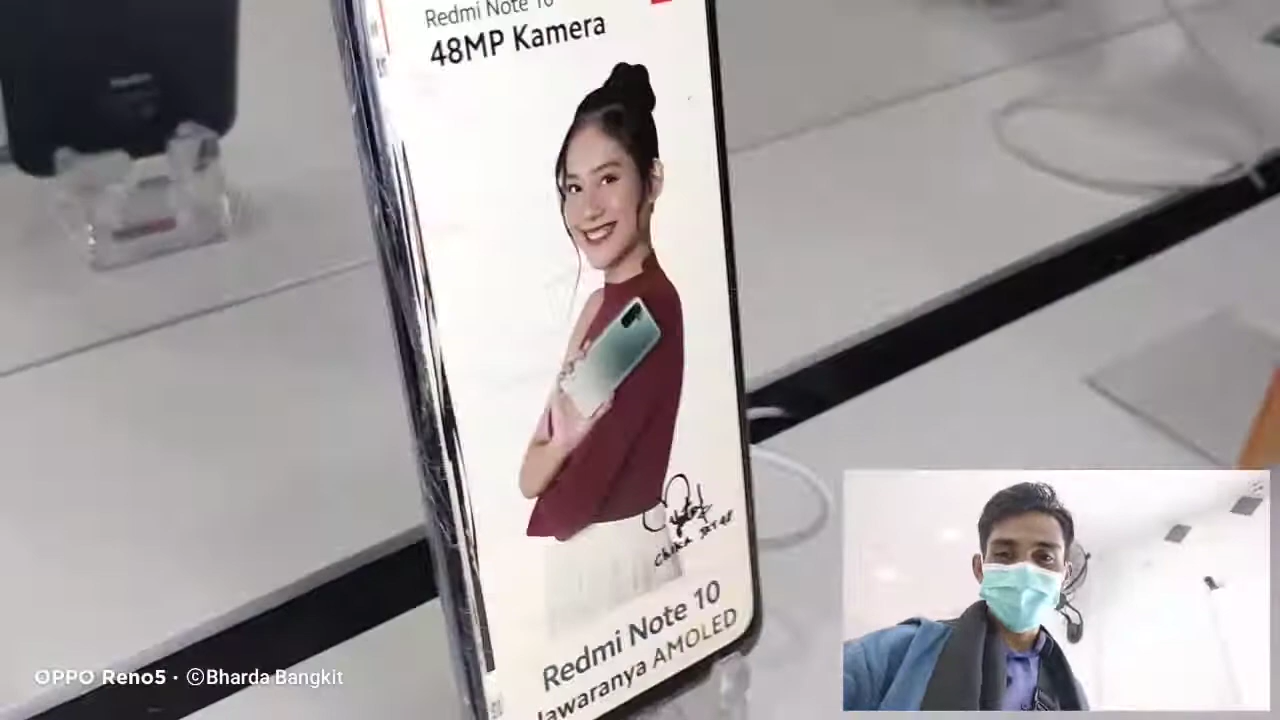 Redmi Note 10
48MP Kamera
Redmi Note 10
Jawaranya AMOLED
OPPO Reno5 · ©Bharda Bangkit